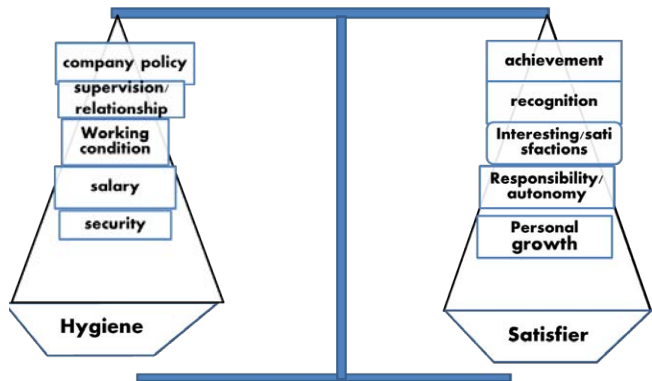 company policy
supervision/
relationship
Working
condition
salary
security
Hygiene
achievement
recognition
Interesting/sati
sfactions
Responsibility/
autonomy
Personal
growth
Satisfier